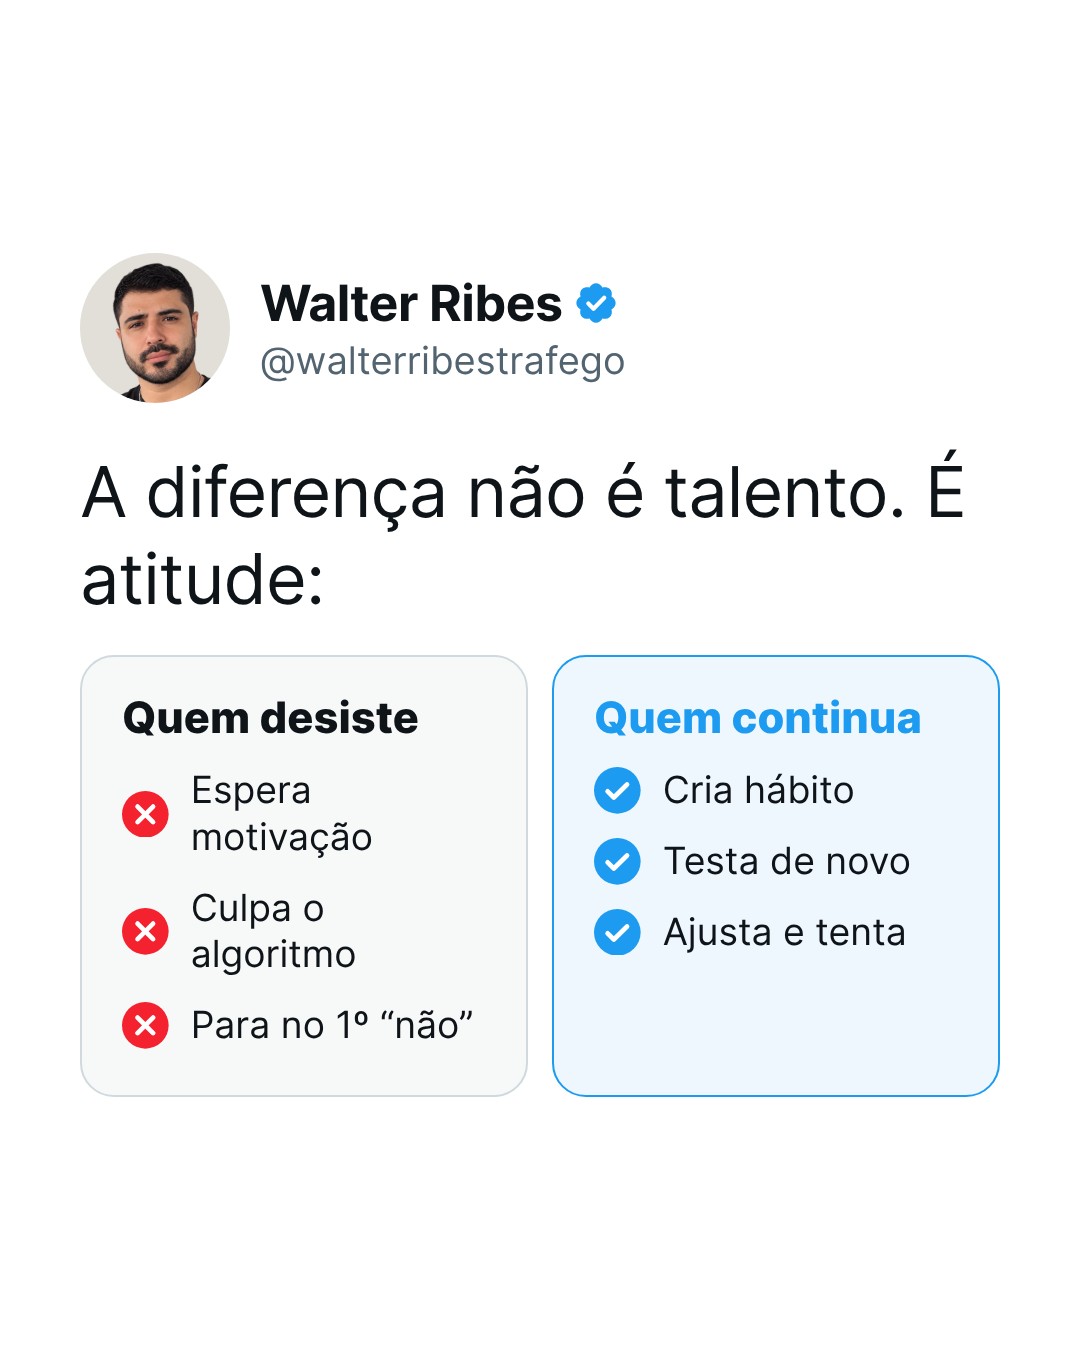 Walter Ribes
@walterribestrafego
A diferença não é talento. É
atitude:
Quem desiste
Espera
motivação
Culpa o
algoritmo
Para no 1º “não”
Quem continua
Cria hábito
Testa de novo
Ajusta e tenta